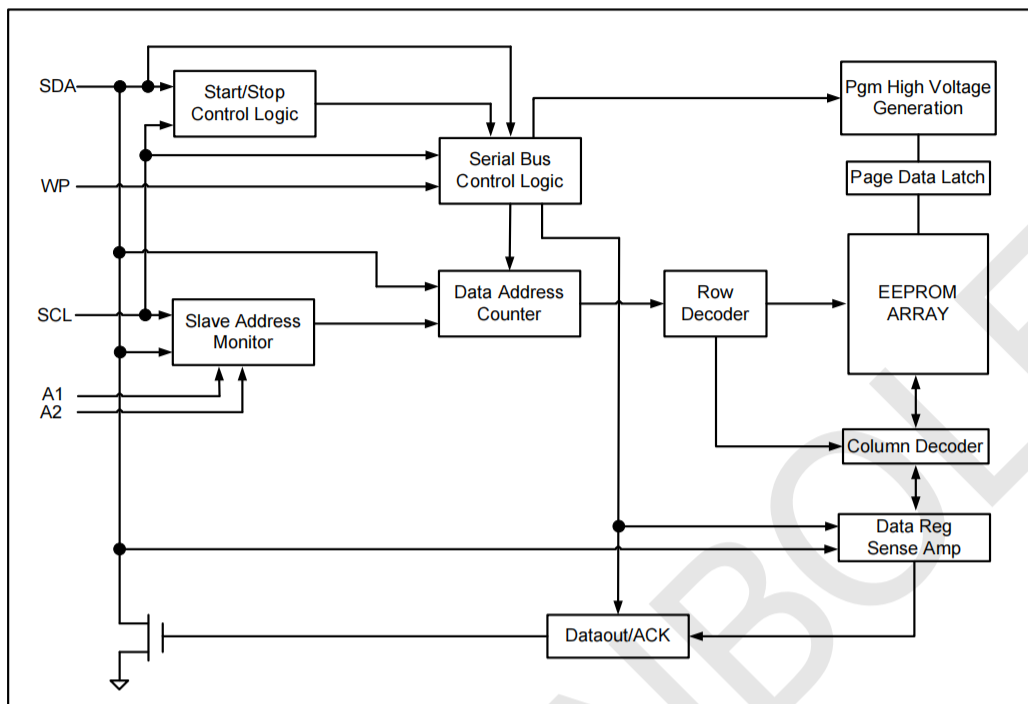 SDA
Start/Stop
Control Logic
Pgm High Voltage
Generation
Serial Bus
Control Logic
WP
Page Data Latch
Data Address
Counter
Row
Decoder
EEPROM
ARRAY
SCL
Slave Address
Monitor
A1
A2
Column Decoder
Data Reg
Sense Amp
Dataout/ACK